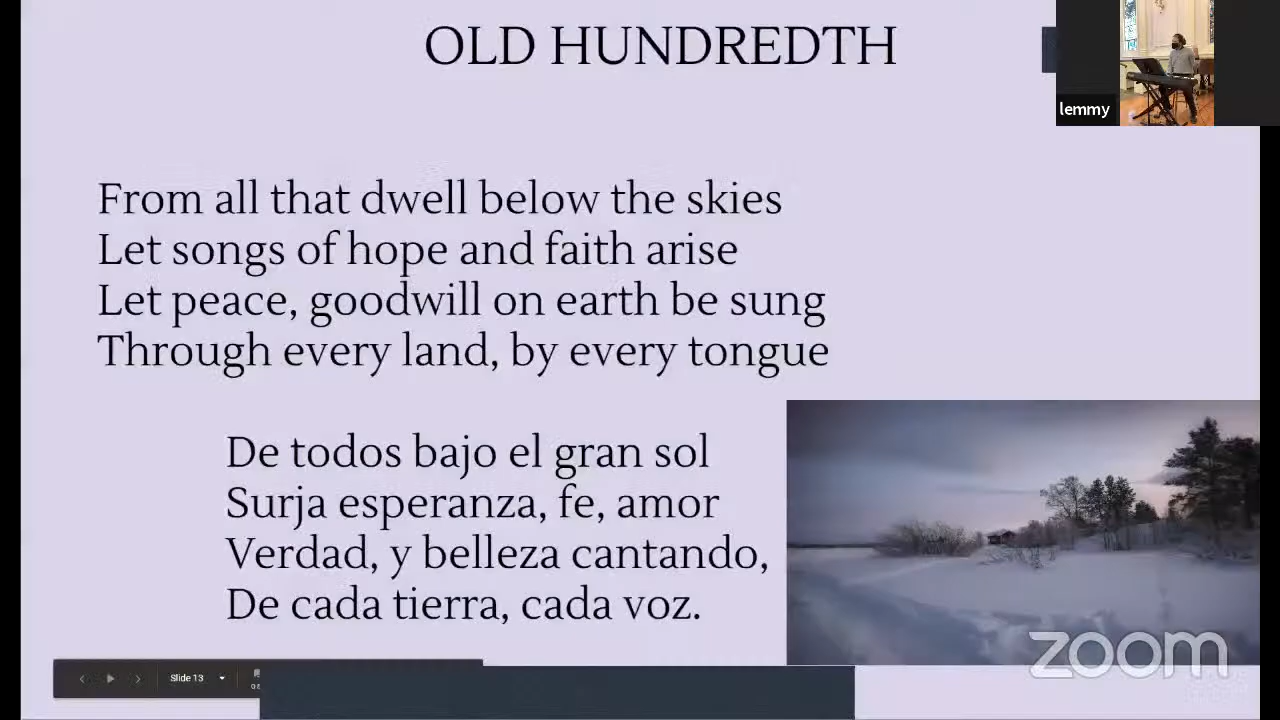 OLD HUNDREDTH
lemmy
From all that dwell below the skies
Let songs of hope and faith arise
Let peace, goodwill on earth be sung
Through every land, by every tongue
De todos bajo el gran sol
Surja esperanza, fe, amor
Verdad, y belleza cantando,
De cada tierra, cada voz.
zoom
Slide 13